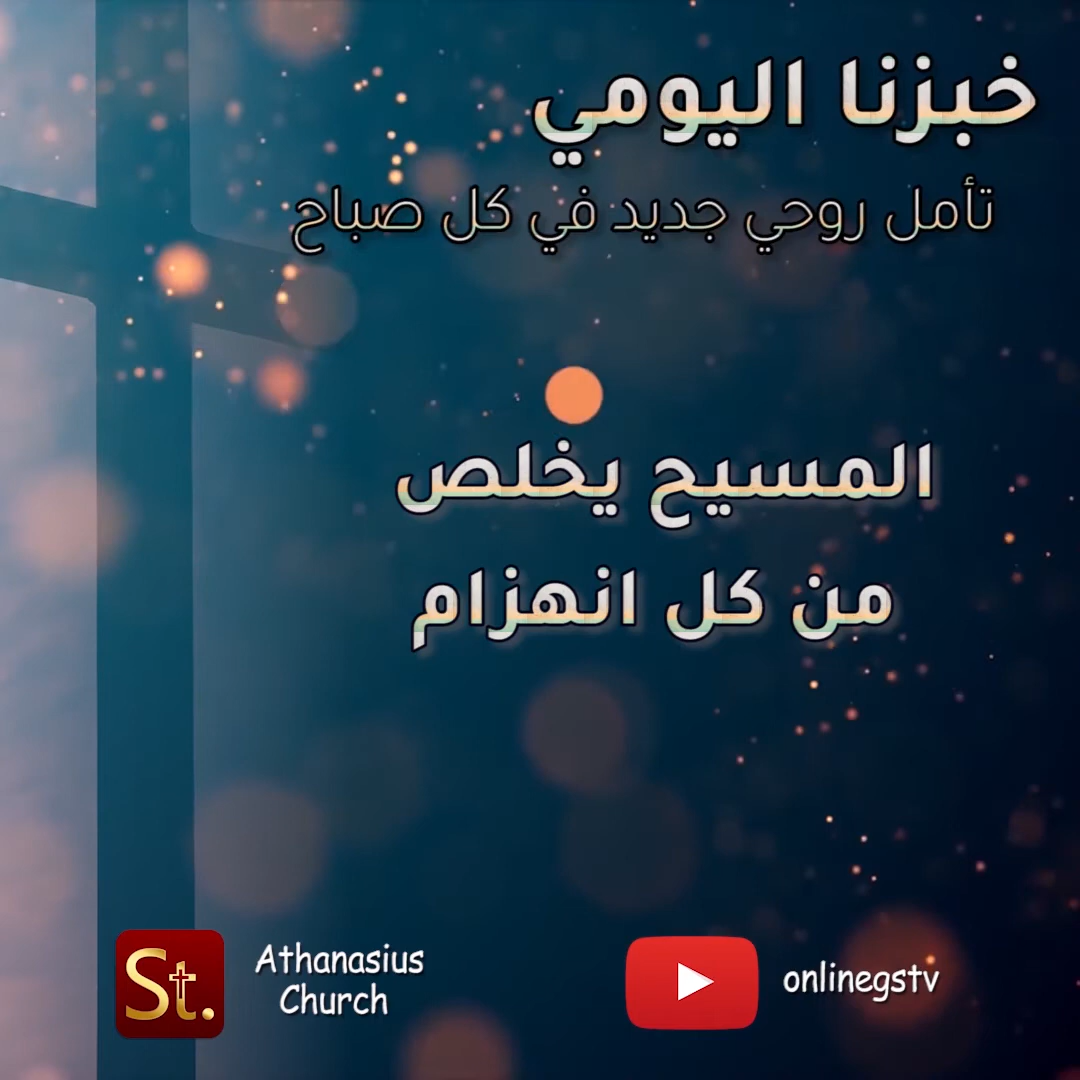 خبزنا اليومي
تأمل روحي جديد في كل صباح
المسيح يخلص
من كل انهزام
St.
Athanasius
Church
onlinegstv